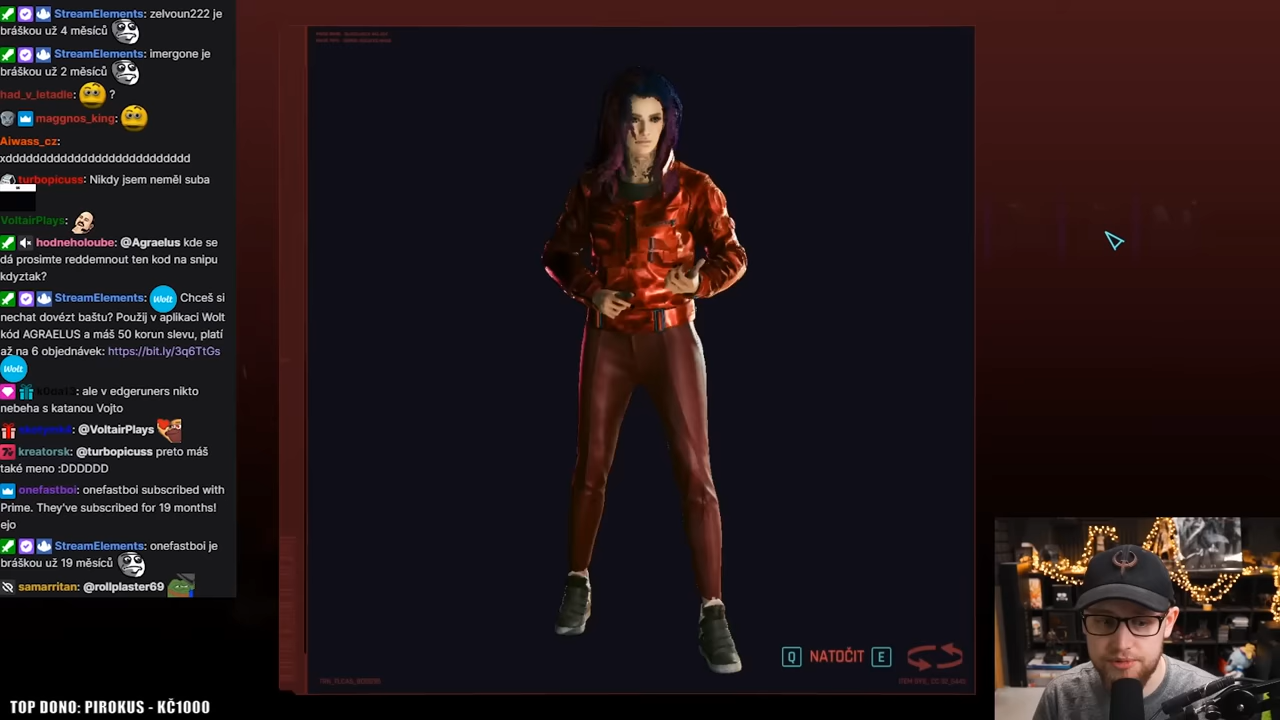 StreamElements: zelvoun222 je
bráškou už 4 měsíců
StreamElements: imergone je
bráškou už 2 měsíců
had_v_letadle: ?
maggnos_king:
Aiwass_cz:
xdddddddddddddddddddddddddd
turbopicuss: Nikdy jsem neměl suba
VoltairPlays:
hodneholoube: @Agraelus kde se
dá prosimte reddemnout ten kod na snipu
kdyztak?
StreamElements: Wolt Chceš si
nechat dovézt baštu? Použij v aplikaci Wolt
kód AGRAELUS a máš 50 korun slevu, platí
až na 6 objednávek: https://bit.ly/3q6TtGs
Wolt
: ale v edgeruners nikto
nebeha s katanou Vojto
: @VoltairPlays
kreatorsk: @turbopicuss preto máš
také meno :DDDDDD
onefastboi: onefastboi subscribed with
Prime. They've subscribed for 19 months!
ejo
StreamElements: onefastboi je
bráškou už 19 měsíců
samarritan: @rollplaster69
Q NATOČIT E
TOP DONO: PIROKUS - KČ1000